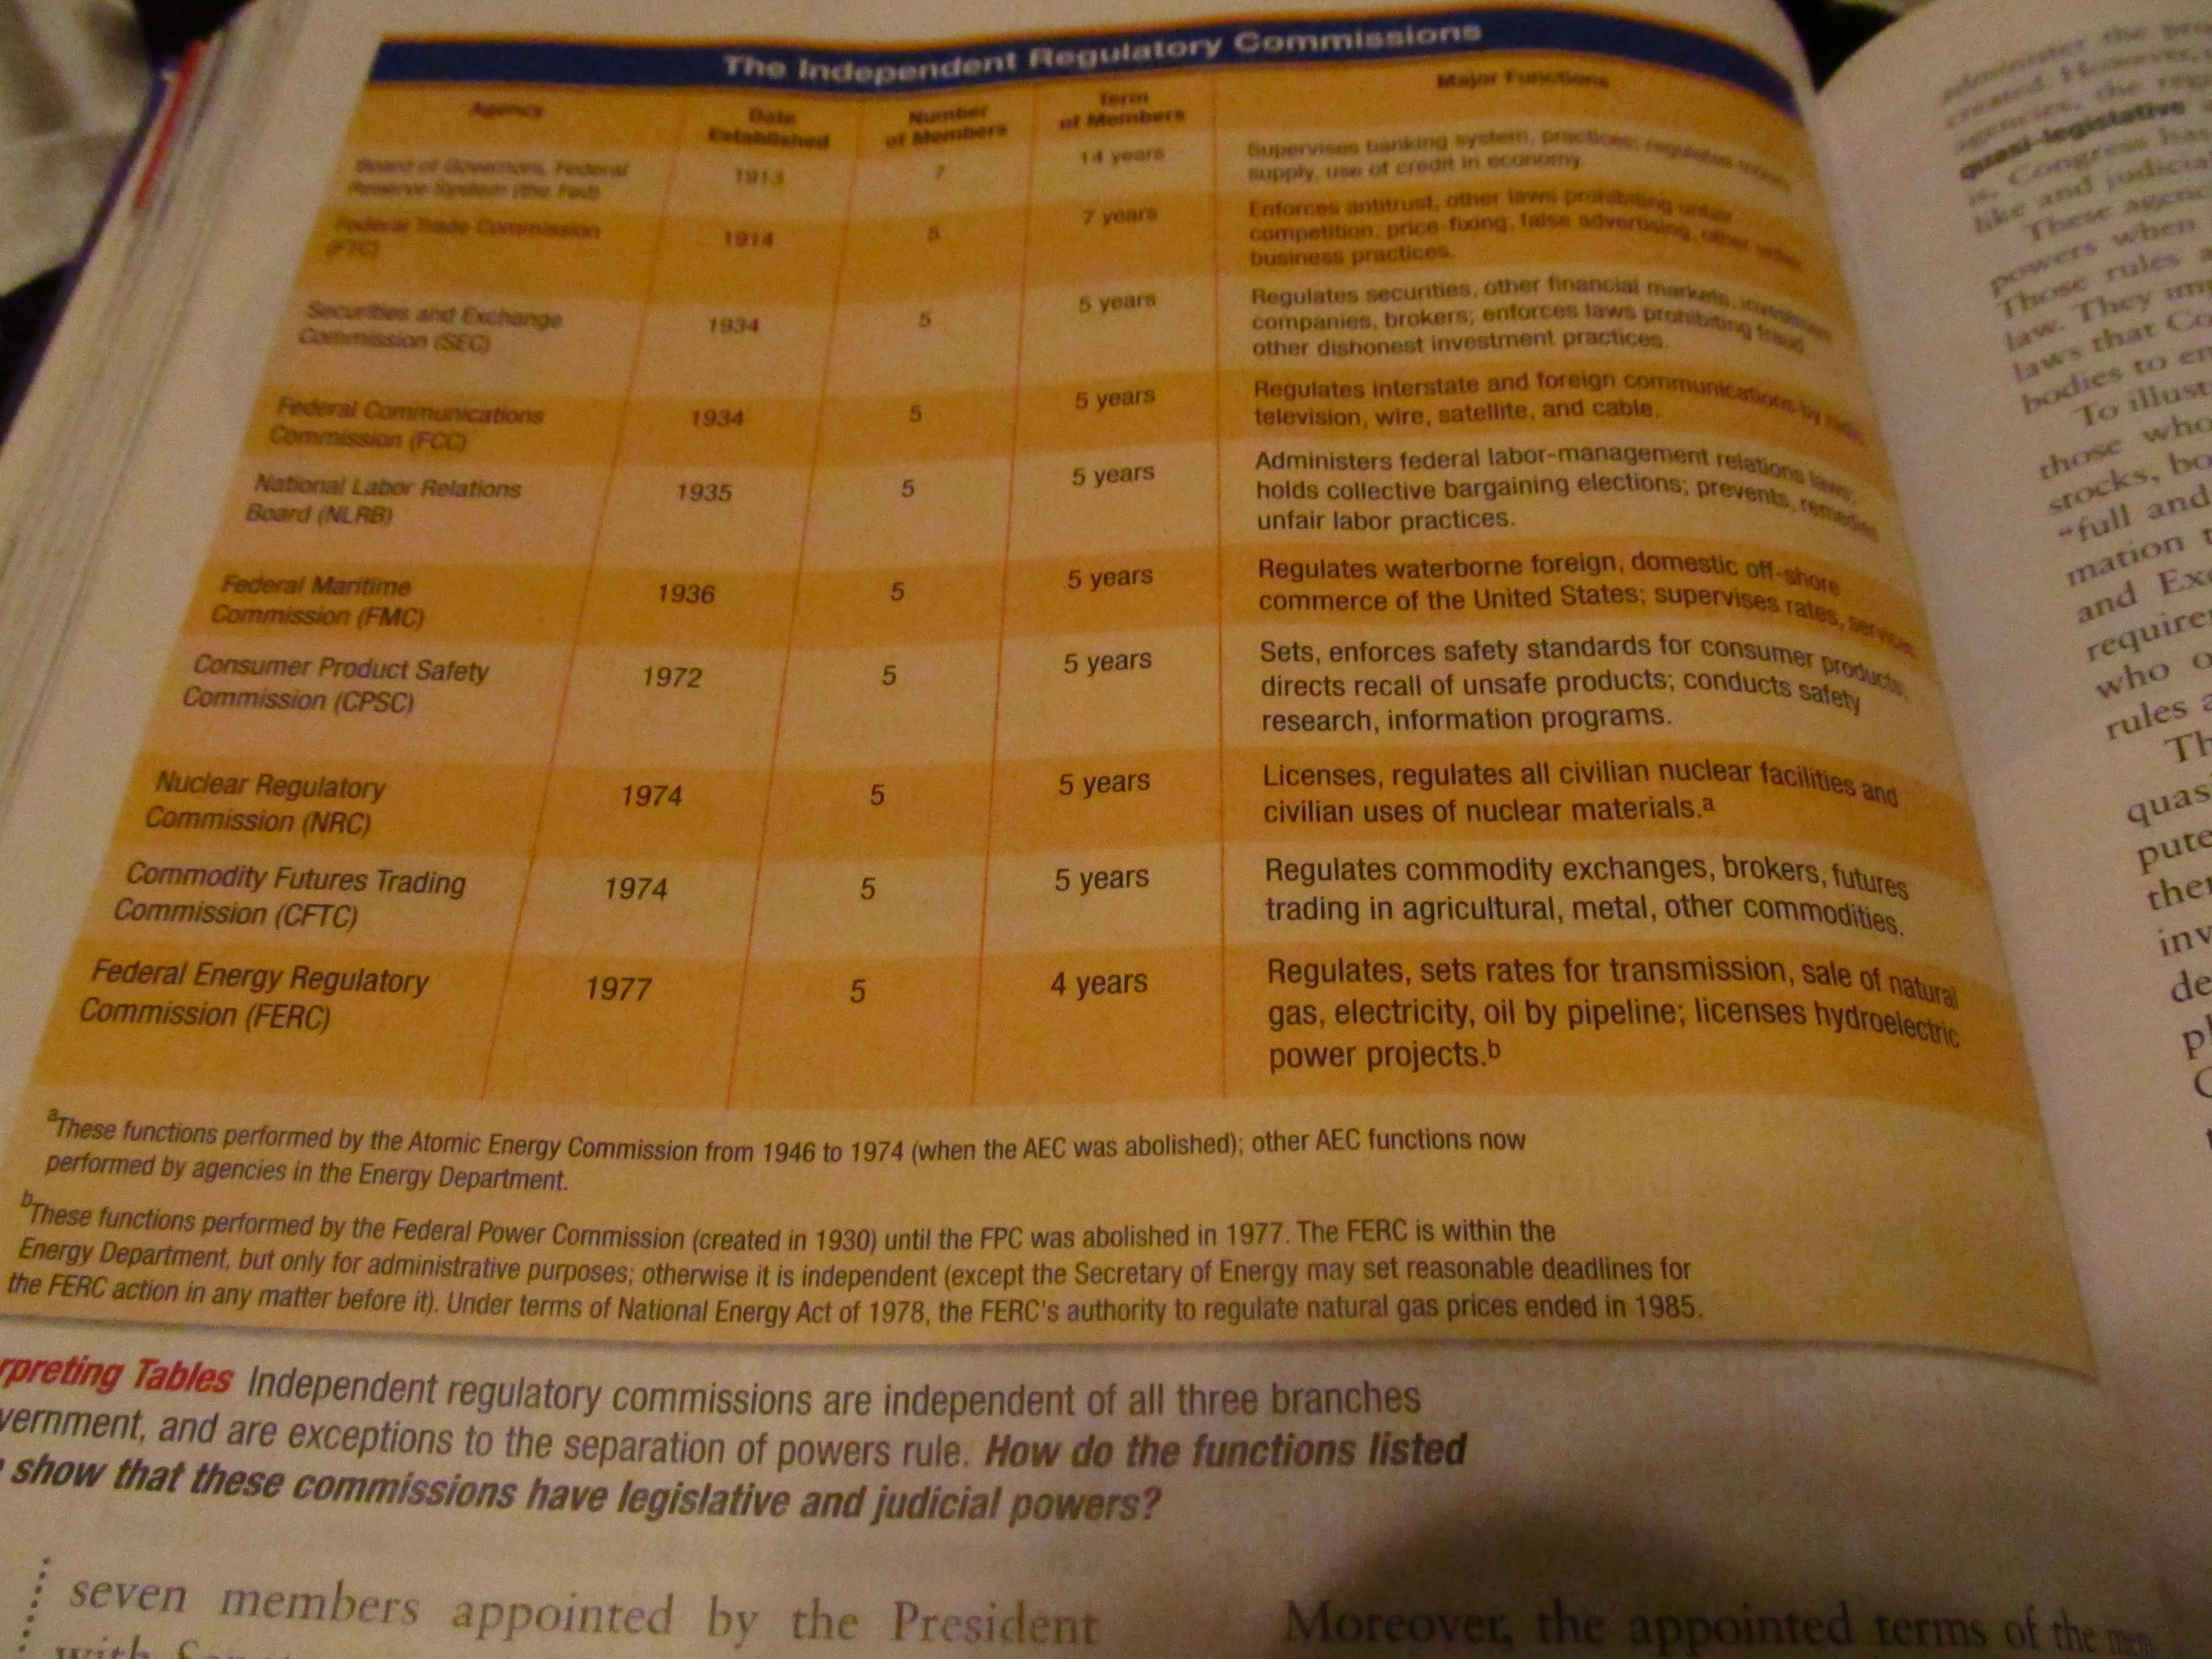 The Independent Regulatory Commissions
Agency
Date
Established
Number
of Members
Term
of Members
Major Functions
Board of Governors, Federal
Reserve System (the Fed)
1913
7
14 years
Supervises banking system, practices; regulates money
supply, use of credit in economy
Federal Trade Commission
(FTC)
1914
5
7 years
Enforces antitrust, other laws prohibiting unfair
competition, price-fixing, false advertising, other unfair
business practices.
Securities and Exchange
Commission (SEC)
1934
5
5 years
Regulates securities, other financial markets, investment
companies, brokers; enforces laws prohibiting fraud,
other dishonest investment practices.
Federal Communications
Commission (FCC)
1934
5
5 years
Regulates interstate and foreign communications by radio,
television, wire, satellite, and cable.
National Labor Relations
Board (NLRB)
1935
5
5 years
Administers federal labor-management relations laws;
holds collective bargaining elections; prevents, remedies
unfair labor practices.
Federal Maritime
Commission (FMC)
1936
5
5 years
Regulates waterborne foreign, domestic off-shore
commerce of the United States; supervises rates, services.
Consumer Product Safety
Commission (CPSC)
1972
5
5 years
Sets, enforces safety standards for consumer products;
directs recall of unsafe products; conducts safety
research, information programs.
Nuclear Regulatory
Commission (NRC)
1974
5
5 years
Licenses, regulates all civilian nuclear facilities and
civilian uses of nuclear materials.a
Commodity Futures Trading
Commission (CFTC)
1974
5
5 years
Regulates commodity exchanges, brokers, futures
trading in agricultural, metal, other commodities.
Federal Energy Regulatory
Commission (FERC)
1977
5
4 years
Regulates, sets rates for transmission, sale of natural
gas, electricity, oil by pipeline; licenses hydroelectric
power projects.b
aThese functions performed by the Atomic Energy Commission from 1946 to 1974 (when the AEC was abolished); other AEC functions now
performed by agencies in the Energy Department.
bThese functions performed by the Federal Power Commission (created in 1930) until the FPC was abolished in 1977. The FERC is within the
Energy Department, but only for administrative purposes; otherwise it is independent (except the Secretary of Energy may set reasonable deadlines for
the FERC action in any matter before it). Under terms of National Energy Act of 1978, the FERC's authority to regulate natural gas prices ended in 1985.
rpreting Tables Independent regulatory commissions are independent of all three branches
vernment, and are exceptions to the separation of powers rule. How do the functions listed
show that these commissions have legislative and judicial powers?
seven members appointed by the President
with
Moreover, the appointed terms of the
administer the
created. However,
agencies, the
quasi-legislative
Congress
like and
These
powers when
Those rules
law. They
laws that
bodies to
To
those who
stocks,
"full and
mation
and
require
who
rules
Th
quas
pute
ther
inv
de
pl